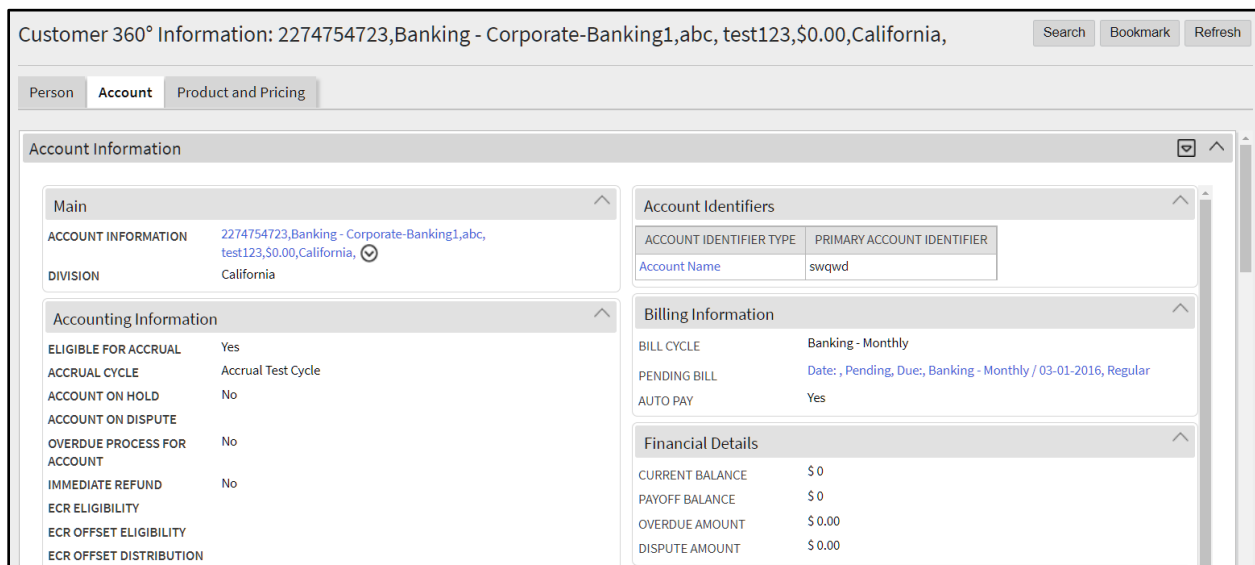 Customer 360° Information: 2274754723,Banking - Corporate-Banking1,abc, test123,$0.00,California,
Search Bookmark Refresh
Person Account Product and Pricing
Account Information
Main
ACCOUNT INFORMATION 2274754723,Banking - Corporate-Banking1,abc,
test123,$0.00,California,
DIVISION California
Accounting Information
ELIGIBLE FOR ACCRUAL Yes
ACCRUAL CYCLE Accrual Test Cycle
ACCOUNT ON HOLD No
ACCOUNT ON DISPUTE
OVERDUE PROCESS FOR No
ACCOUNT
IMMEDIATE REFUND No
ECR ELIGIBILITY
ECR OFFSET ELIGIBILITY
ECR OFFSET DISTRIBUTION
Account Identifiers
ACCOUNT IDENTIFIER TYPE PRIMARY ACCOUNT IDENTIFIER
Account Name swqwd
Billing Information
BILL CYCLE Banking - Monthly
PENDING BILL Date: , Pending, Due:, Banking - Monthly / 03-01-2016, Regular
AUTO PAY Yes
Financial Details
CURRENT BALANCE $ 0
PAYOFF BALANCE $ 0
OVERDUE AMOUNT $ 0.00
DISPUTE AMOUNT $ 0.00